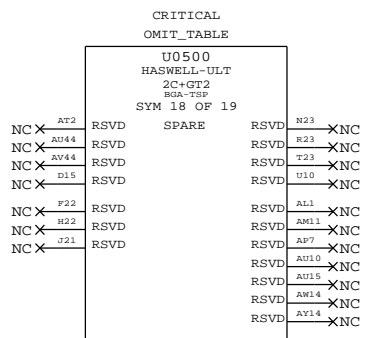 CRITICAL
OMIT_TABLE
U0500
HASWELL-ULT
2C+GT2
BGA-TSP
SYM 18 OF 19
NC AT2 RSVD SPARE RSVD N23 NC
NC AU44 RSVD RSVD R23 NC
NC AV44 RSVD RSVD T23 NC
NC D15 RSVD RSVD U10 NC
NC F22 RSVD RSVD AL1 NC
NC H22 RSVD RSVD AM11 NC
NC J21 RSVD RSVD AP7 NC
RSVD AU10 NC
RSVD AU15 NC
RSVD AW14 NC
RSVD AY14 NC